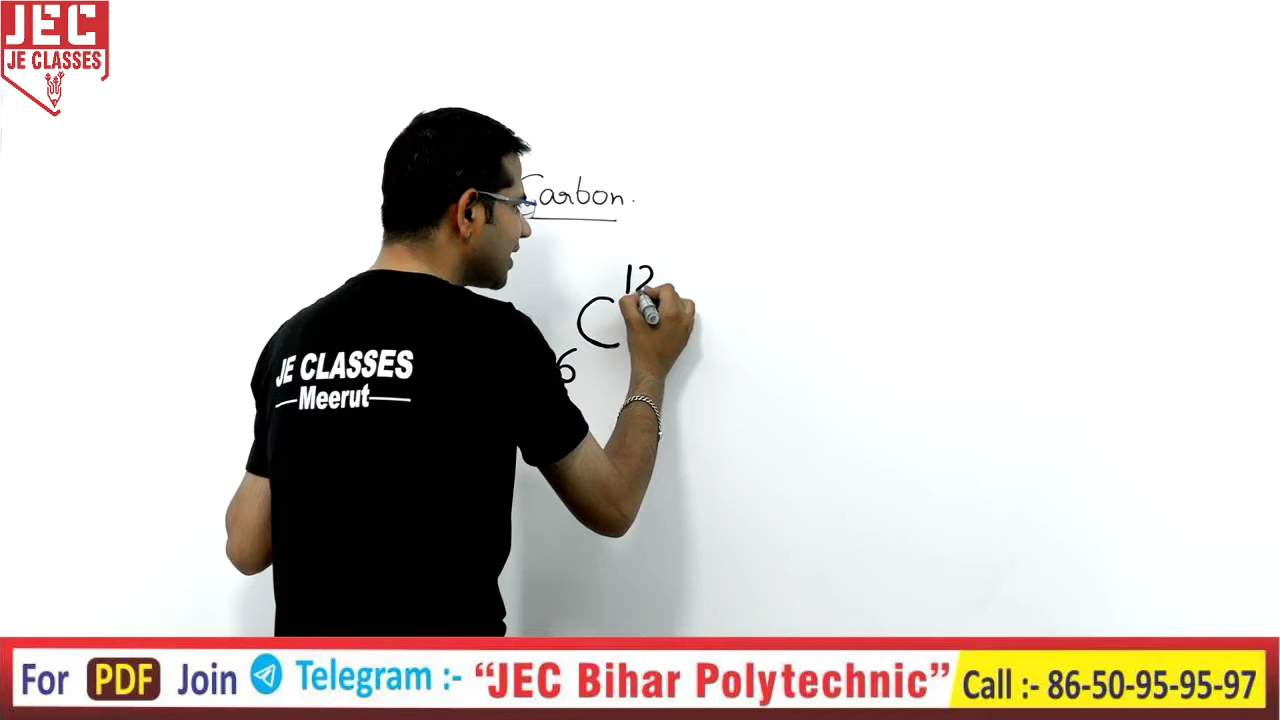 JEC
JE CLASSES
Carbon.
12
C
6
JE CLASSES
Meerut
For PDF Join Telegram :- “JEC Bihar Polytechnic” Call :- 86-50-95-95-97